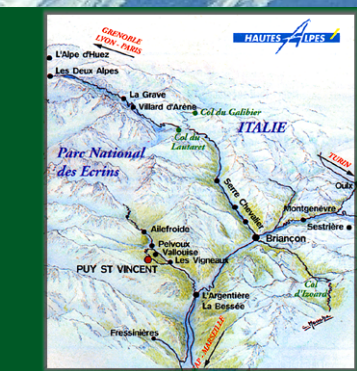 GRENOBLE
LYON - PARIS
HAUTES ALPES
L'Alpe d'Huez
Les Deux Alpes
La Grave
Villard d'Arène
Col du Galibier
ITALIE
Col du
Lautaret
Parc National
des Ecrins
TURIN
Oulx
Serre Chevalier
Montgenèvre
Sestrière
Briançon
Ailefroide
Pelvoux
Vallouise
Les Vigneaux
PUY ST VINCENT
Col
d'Izoard
L'Argentière
La Bessée
Fressinières
MARSEILLE